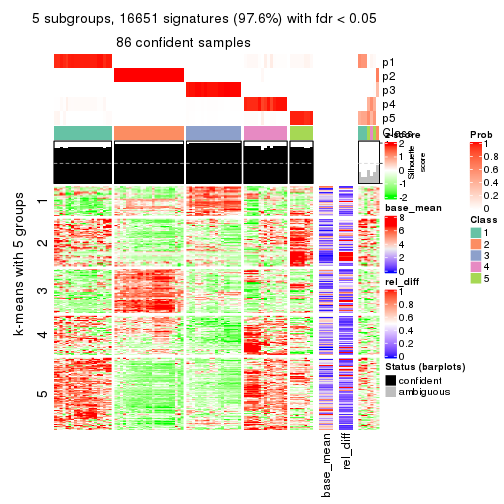 5 subgroups, 16651 signatures (97.6%) with fdr < 0.05
86 confident samples
p1
p2
p3
p4
p5
Class
Silhouette
score
k-means with 5 groups
1
2
3
4
5
base_mean
rel_diff
z-score
2
1
0
-1
-2
base_mean
8
6
4
2
0
rel_diff
1
0.8
0.6
0.4
0.2
0
Status (barplots)
confident
ambiguous
Prob
1
0.8
0.6
0.4
0.2
0
Class
1
2
3
4
5